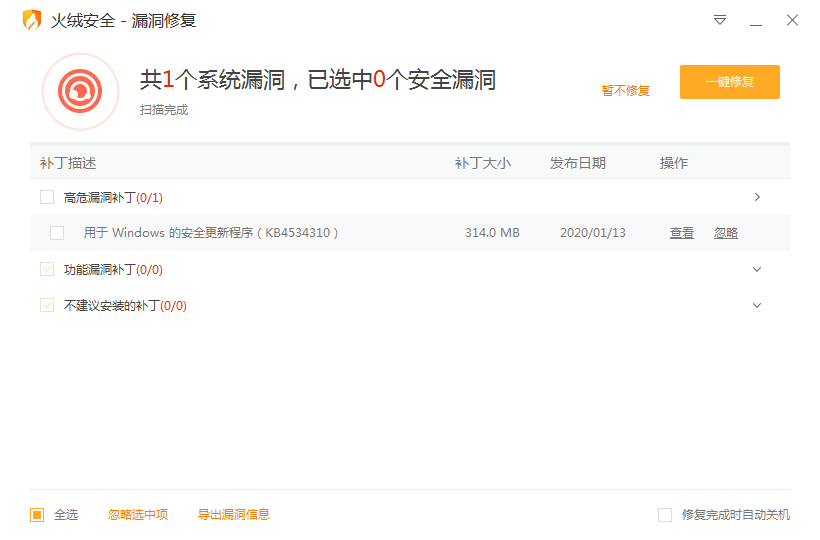 火绒安全 - 漏洞修复
共1个系统漏洞，已选中0个安全漏洞
扫描完成
暂不修复
一键修复
补丁描述 补丁大小 发布日期 操作
高危漏洞补丁(0/1)
用于 Windows 的安全更新程序（KB4534310） 314.0 MB 2020/01/13 查看 忽略
功能漏洞补丁(0/0)
不建议安装的补丁(0/0)
全选 忽略选中项 导出漏洞信息 修复完成时自动关机